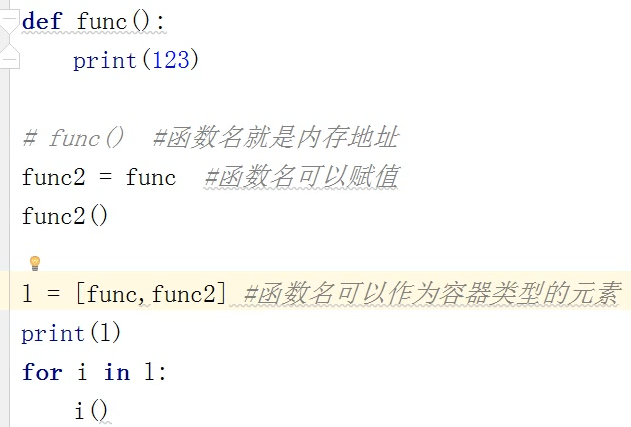 def func():
    print(123)
# func()  #函数名就是内存地址
func2 = func  #函数名可以赋值
func2()
l = [func,func2] #函数名可以作为容器类型的元素
print(l)
for i in l:
    i()